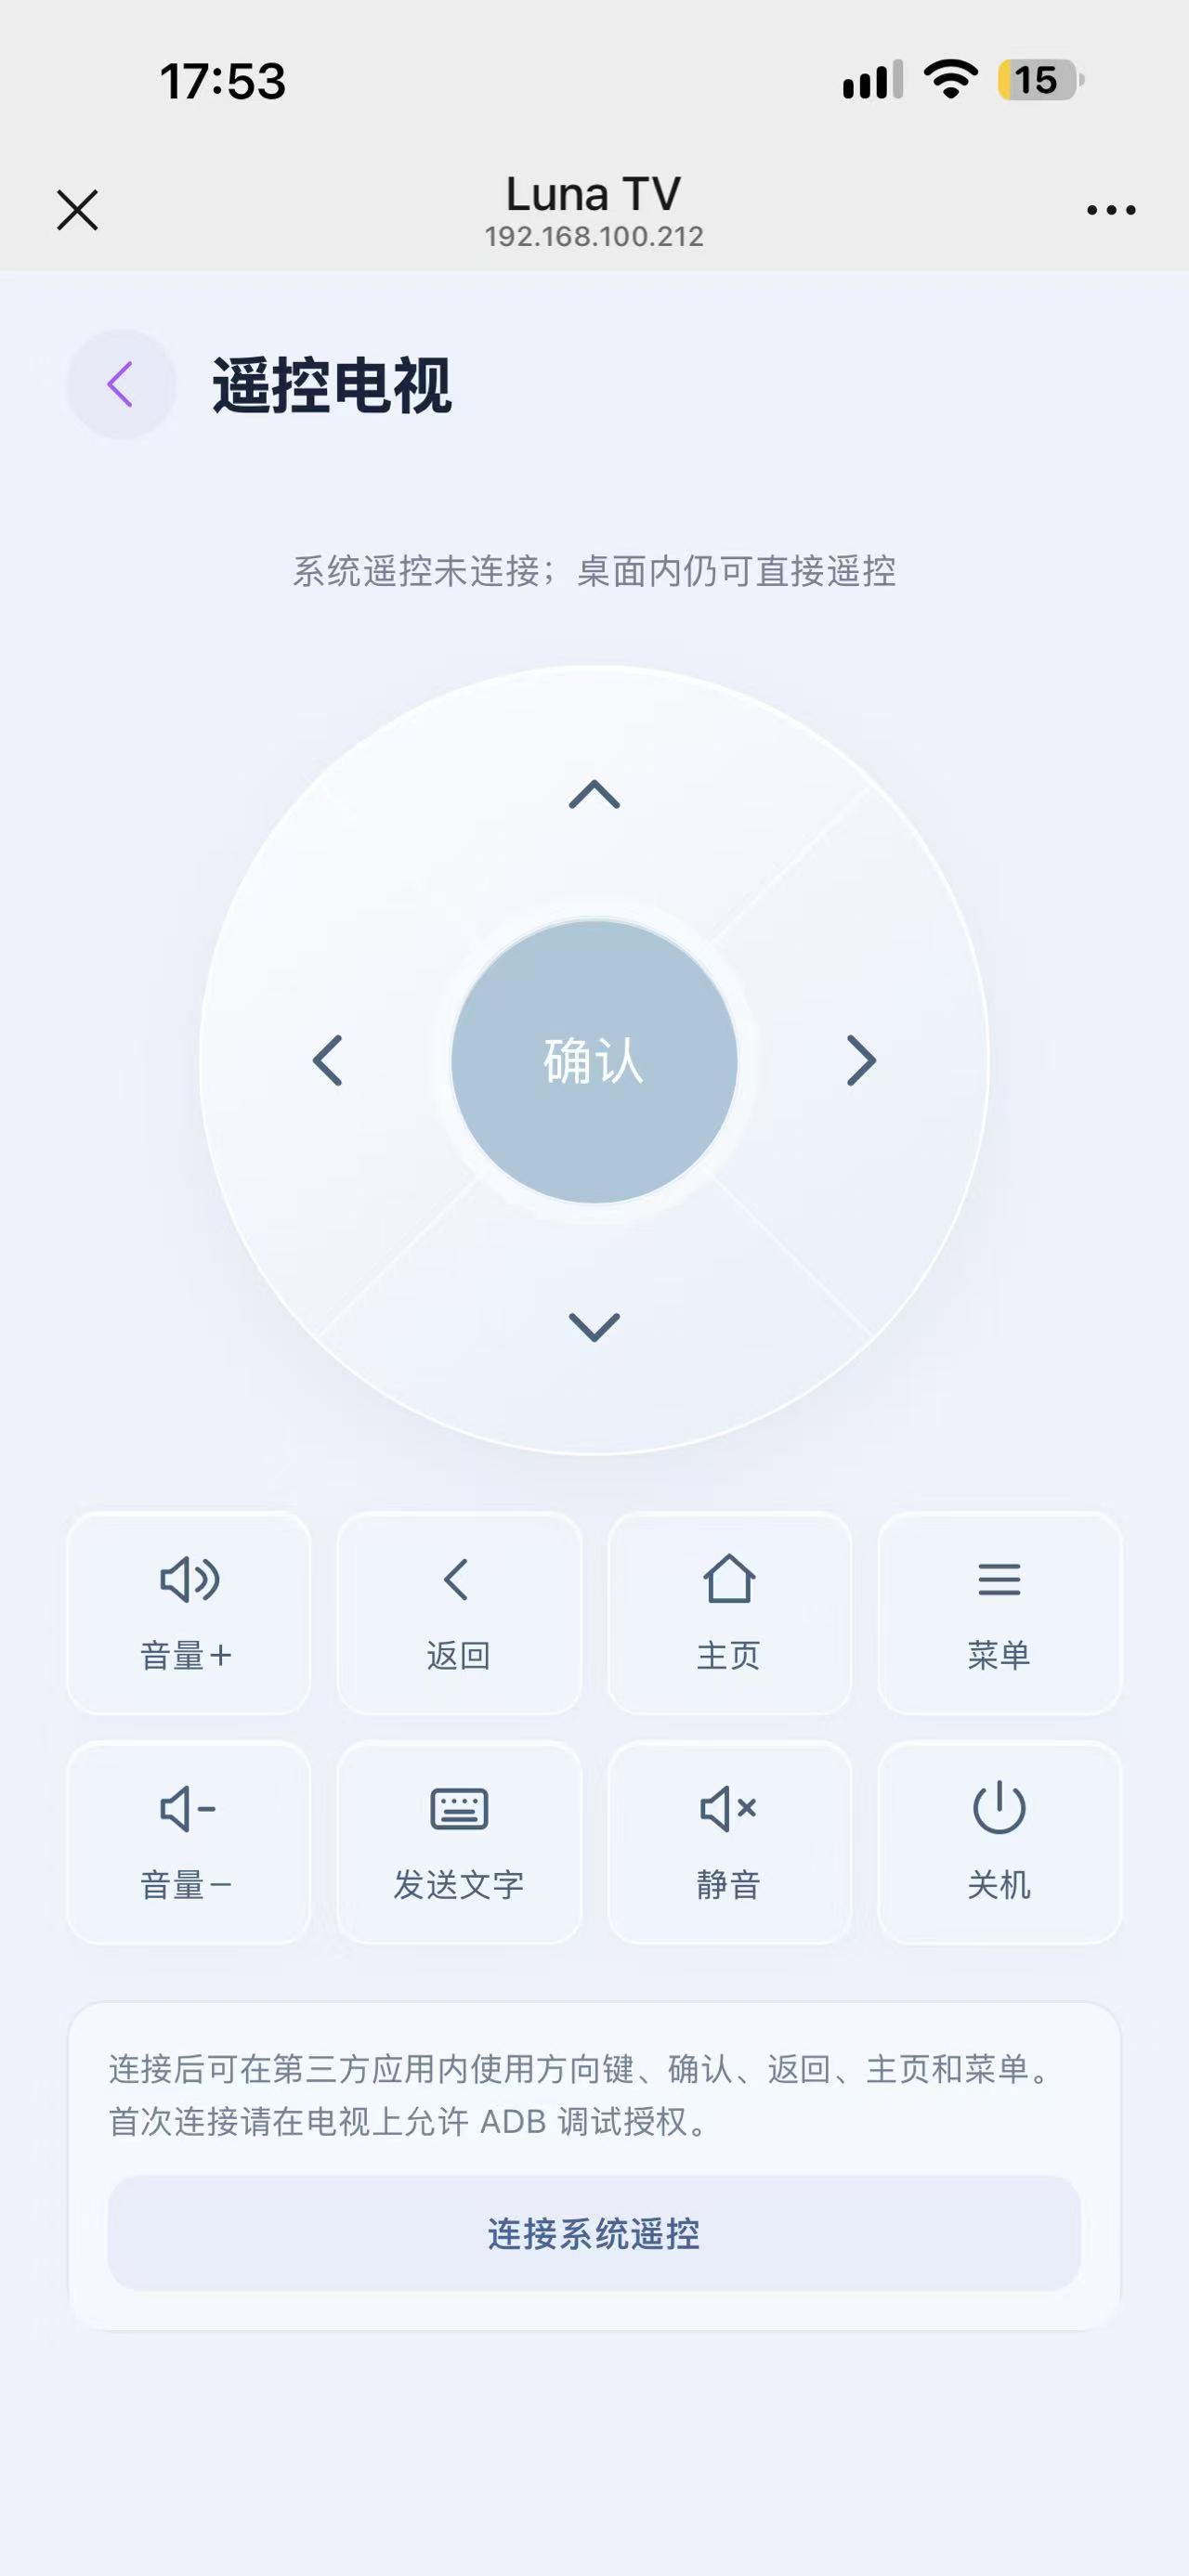 17:53
15
Luna TV
192.168.100.212
遥控电视
系统遥控未连接；桌面内仍可直接遥控
确认
音量＋
返回
主页
菜单
音量－
发送文字
静音
关机
连接后可在第三方应用内使用方向键、确认、返回、主页和菜单。
首次连接请在电视上允许 ADB 调试授权。
连接系统遥控